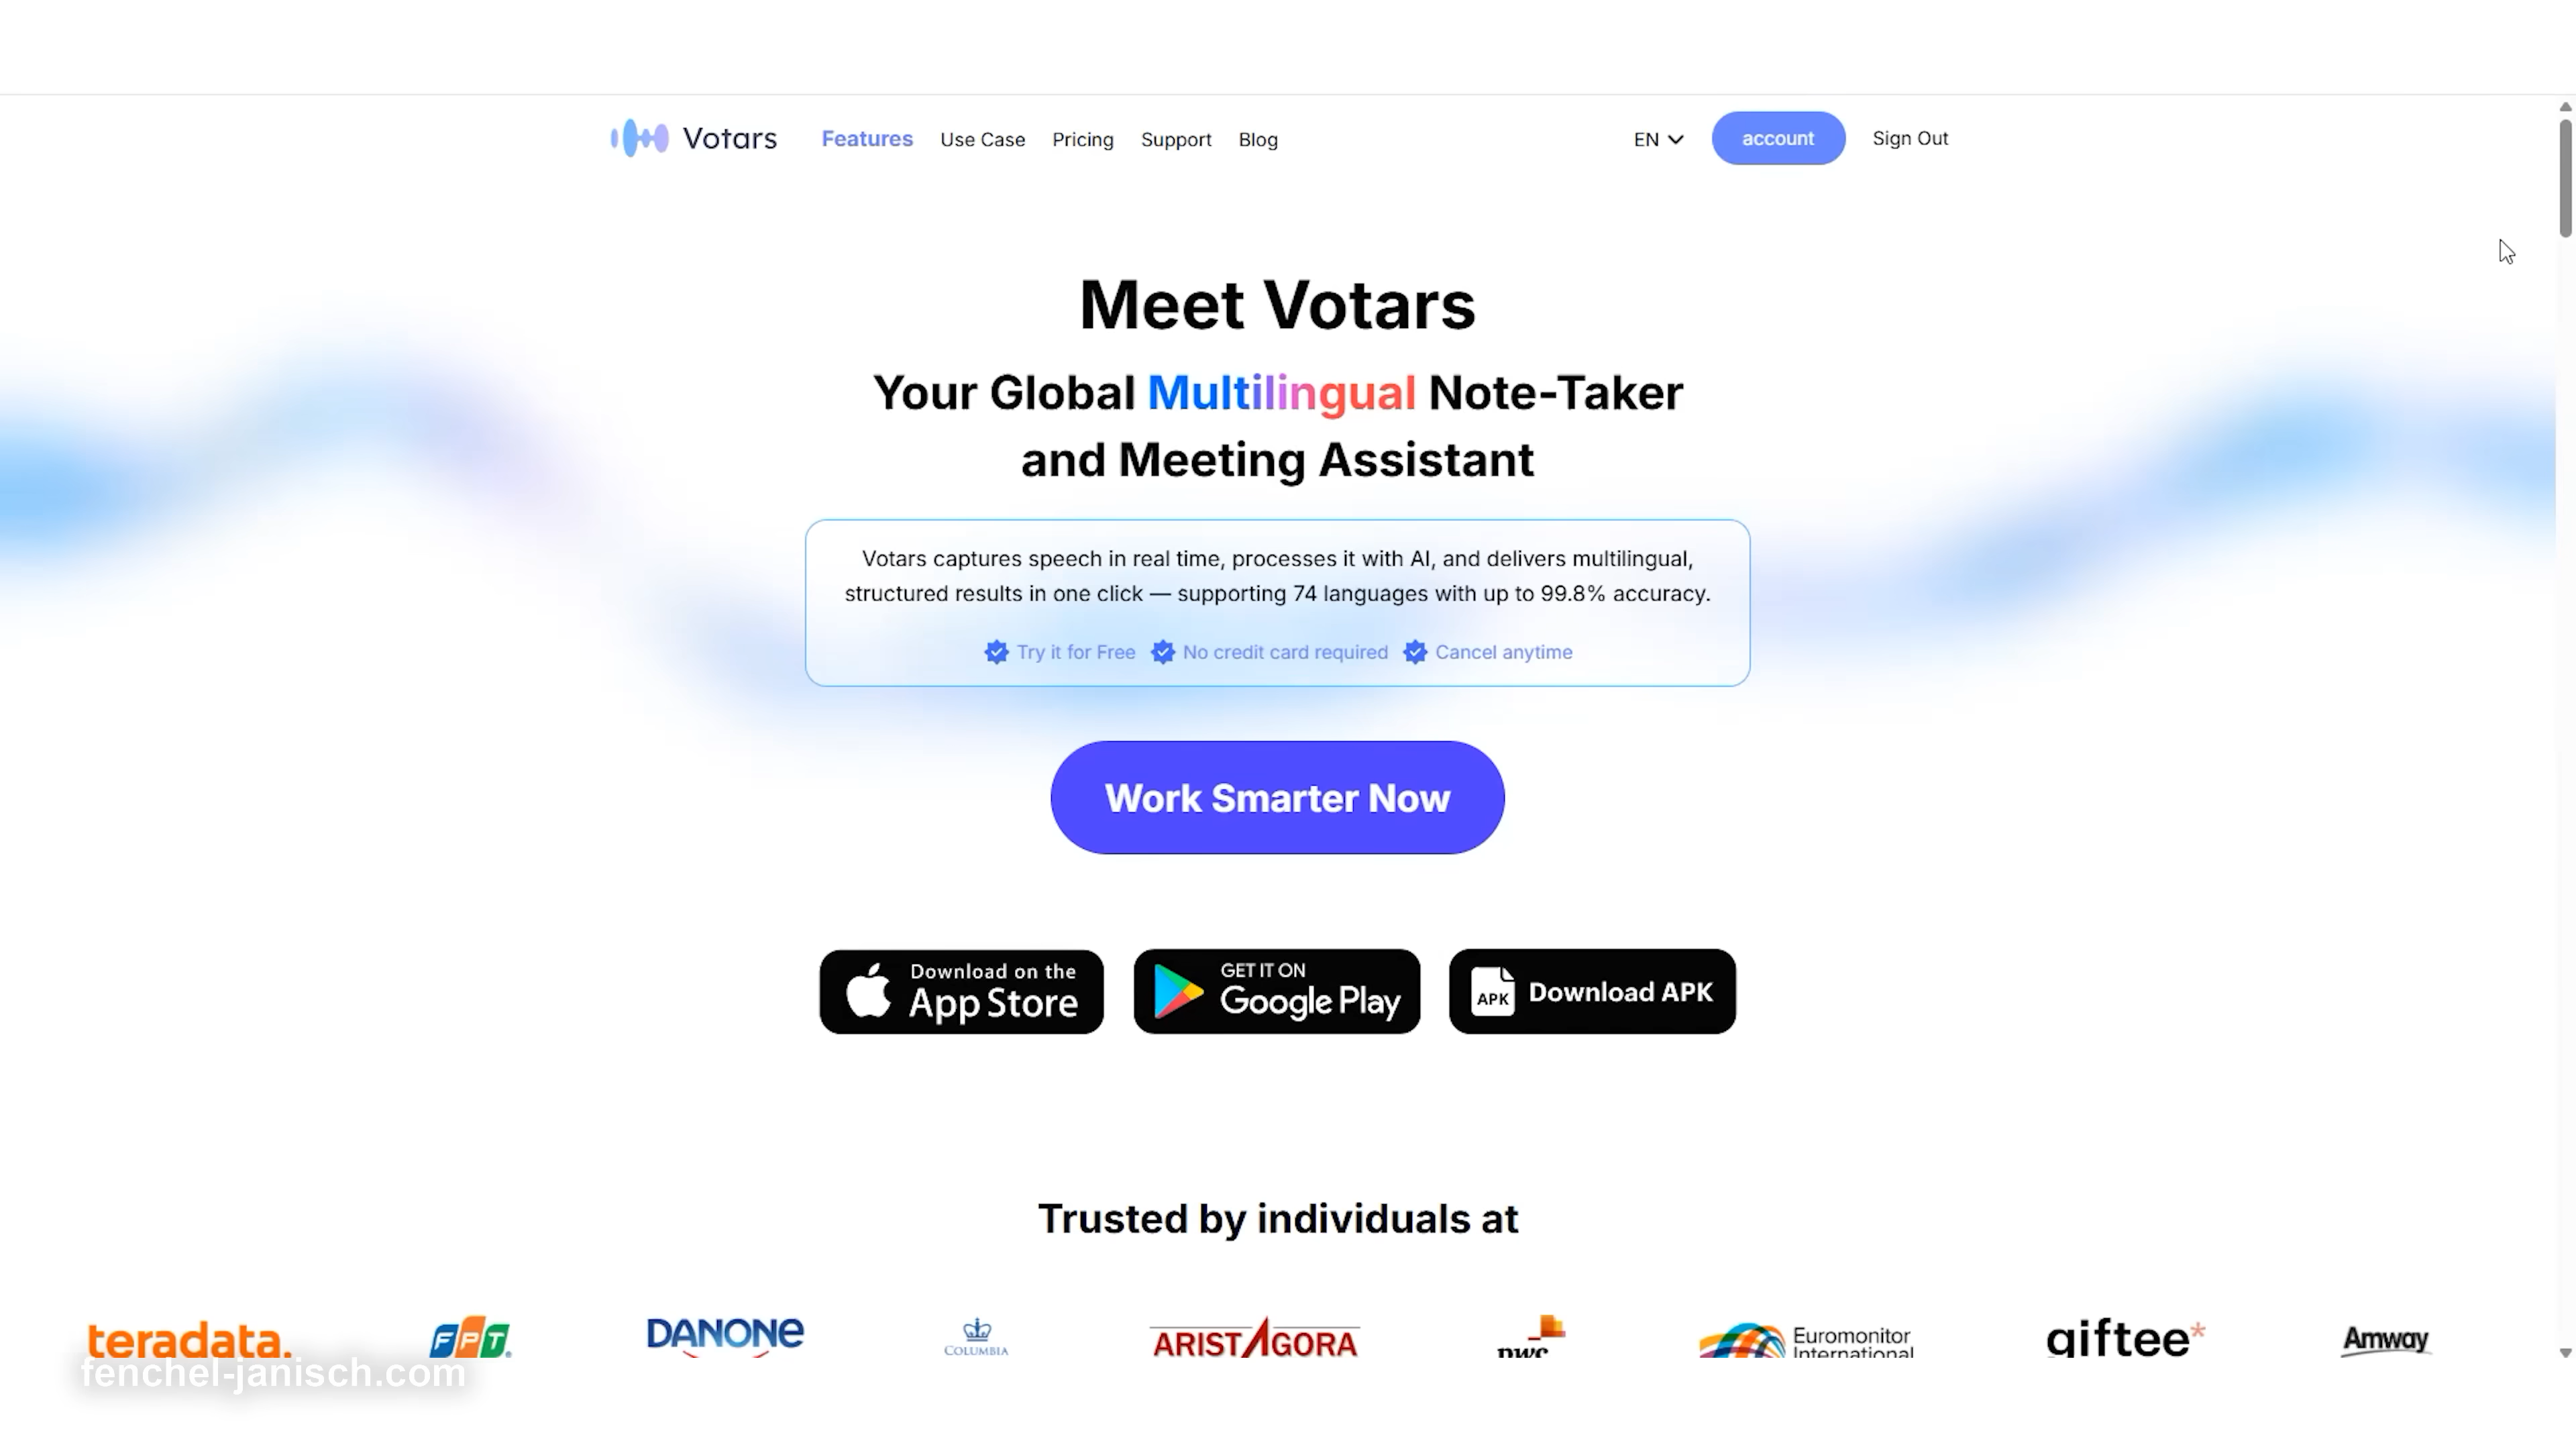 Votars Features Use Case Pricing Support Blog EN account Sign Out
Meet Votars
Your Global Multilingual Note-Taker
and Meeting Assistant
Votars captures speech in real time, processes it with AI, and delivers multilingual,
structured results in one click — supporting 74 languages with up to 99.8% accuracy.
Try it for Free No credit card required Cancel anytime
Work Smarter Now
Download on the
App Store
GET IT ON
Google Play
APK
Download APK
Trusted by individuals at
teradata.
FPT
DANONE
COLUMBIA
ARISTAGORA
pwc
Euromonitor
International
giftee*
Amway
fenchel-janisch.com